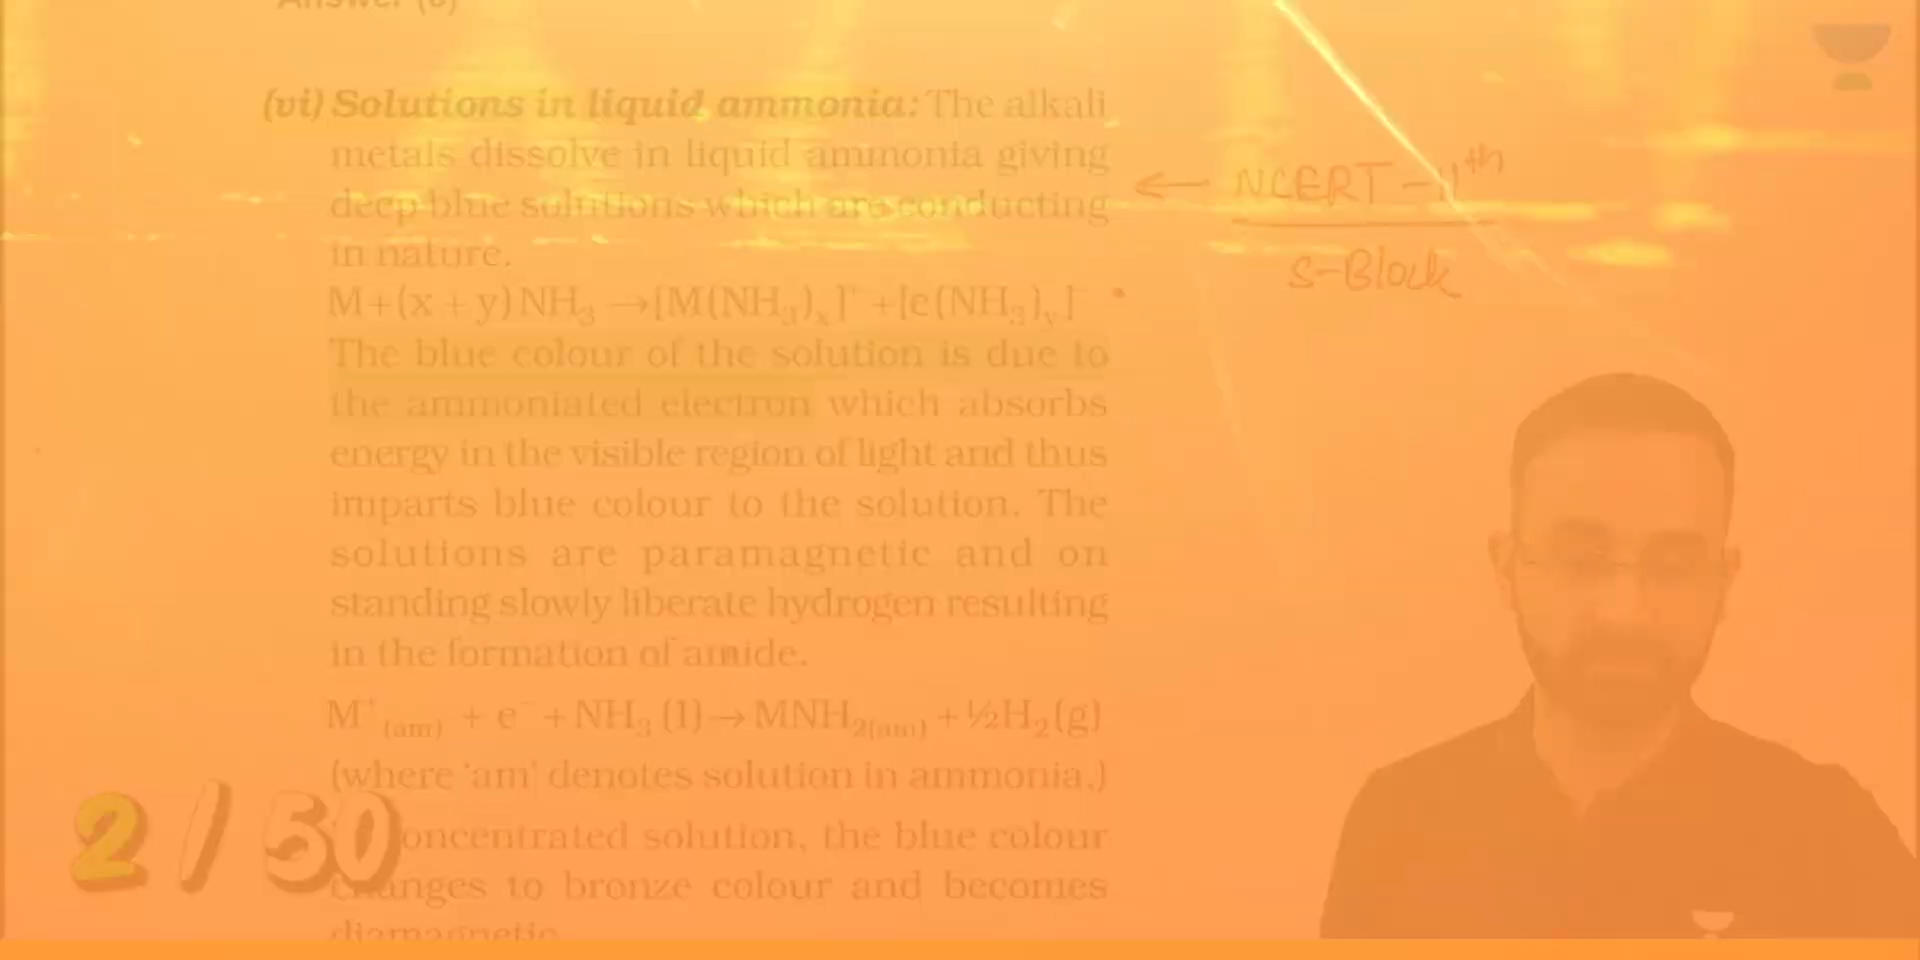 Answer (c)
(vi) Solutions in liquid ammonia: The alkali
metals dissolve in liquid ammonia giving
deep blue solutions which are conducting
in nature.
M+(x + y)NH₃ →[M(NH₃)ₓ]⁺ +[e(NH₃)ᵧ]⁻
The blue colour of the solution is due to
the ammoniated electron which absorbs
energy in the visible region of light and thus
imparts blue colour to the solution. The
solutions are paramagnetic and on
standing slowly liberate hydrogen resulting
in the formation of amide.
M⁺(am) + e⁻ + NH₃ (1)→ MNH₂(am) +½H₂(g)
(where 'am' denotes solution in ammonia.)
oncentrated solution, the blue colour
changes to bronze colour and becomes
diamagnetic
← NCERT – 11th
S-Block
2 / 50